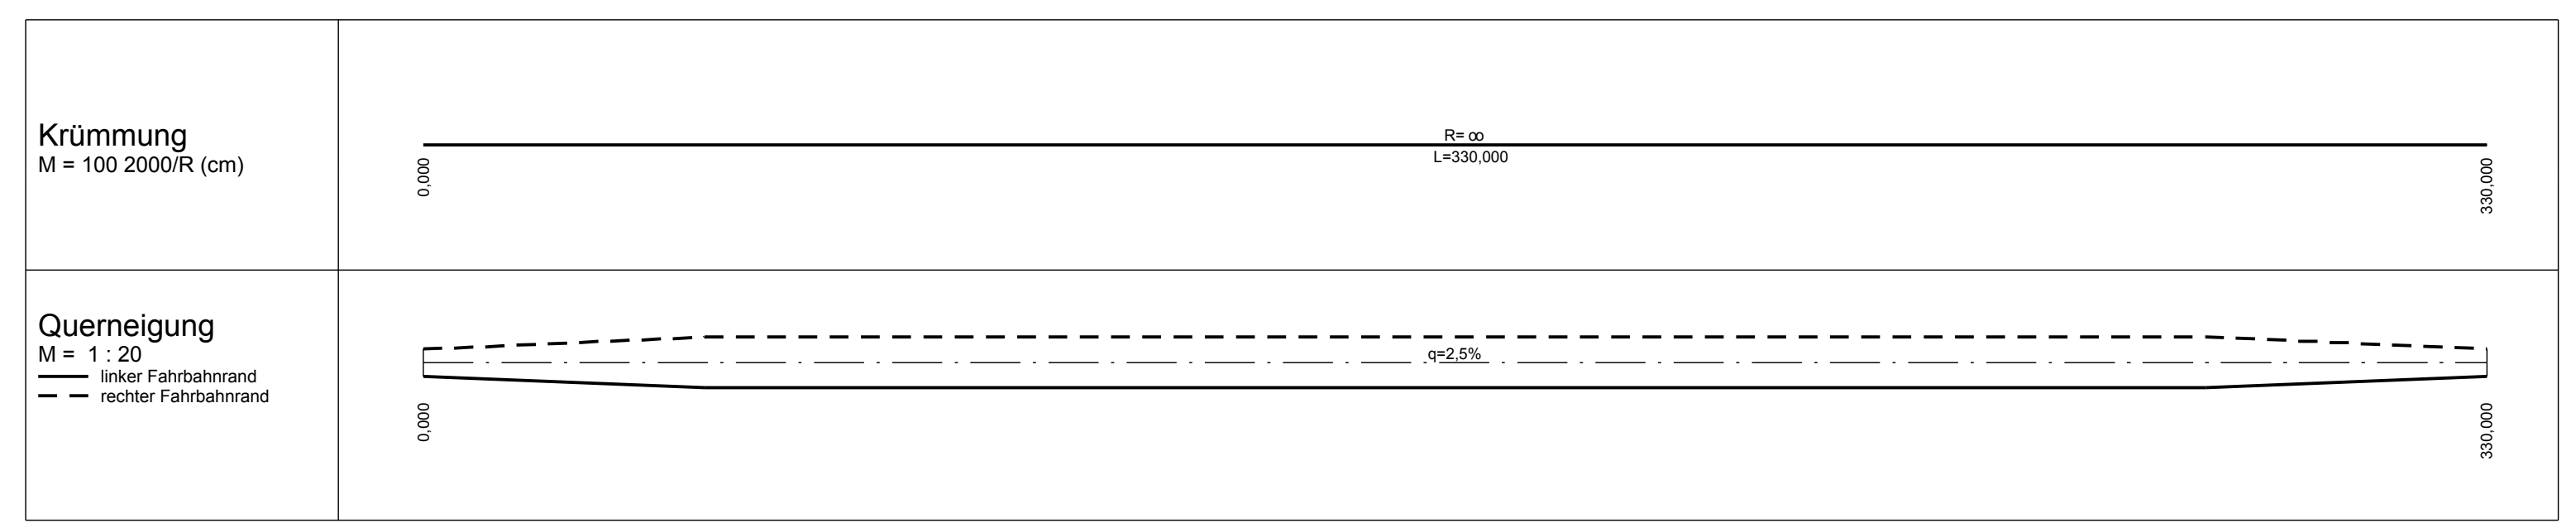 Krümmung
M = 100 2000/R (cm)
R= ∞
L=330,000
0,000
330,000
Querneigung
M = 1 : 20
linker Fahrbahnrand
rechter Fahrbahnrand
q=2,5%
0,000
330,000